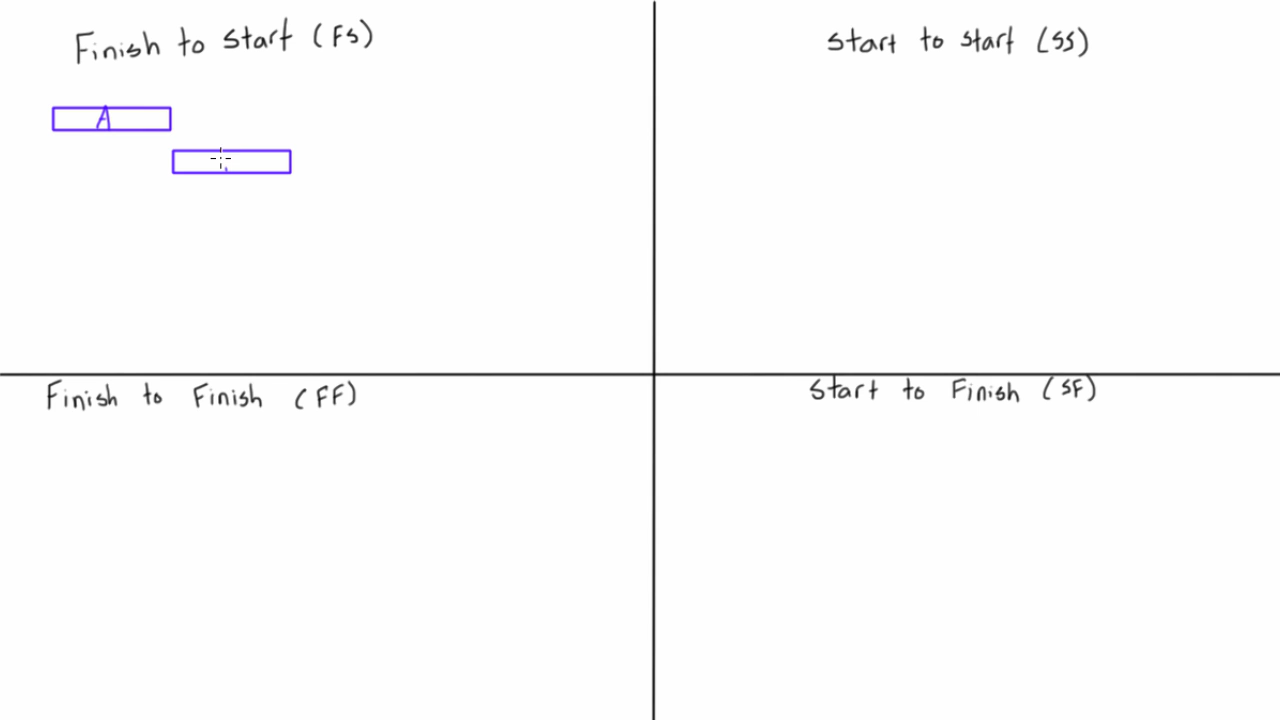 Finish to start (FS)
start to start (SS)
A
Finish to Finish (FF)
start to Finish (SF)